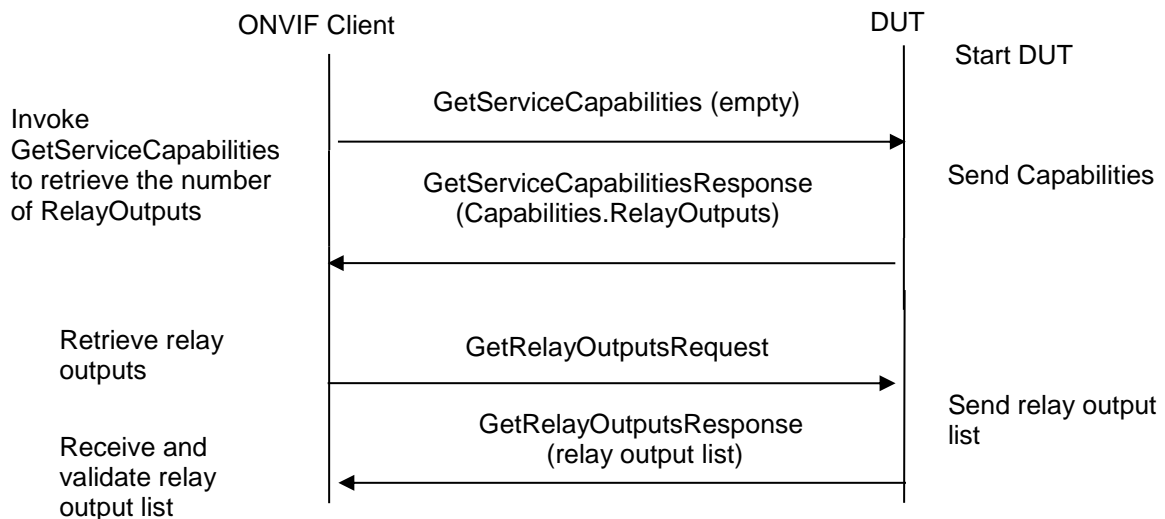 ONVIF Client
DUT
Start DUT
GetServiceCapabilities (empty)
Invoke
GetServiceCapabilities
to retrieve the number
of RelayOutputs
GetServiceCapabilitiesResponse
(Capabilities.RelayOutputs)
Send Capabilities
Retrieve relay
outputs
GetRelayOutputsRequest
Send relay output
list
GetRelayOutputsResponse
(relay output list)
Receive and
validate relay
output list